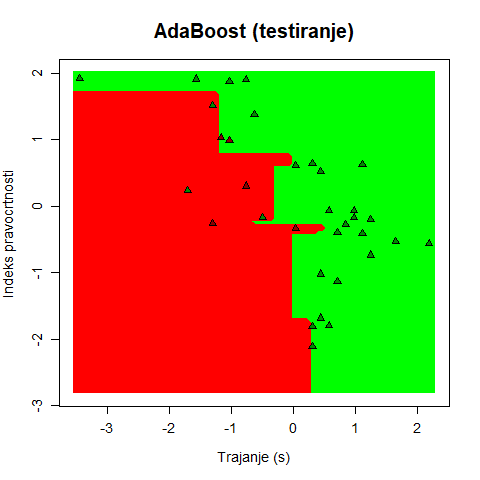 AdaBoost (testiranje)
2
1
0
-1
-2
-3
Indeks pravocrtnosti
-3 -2 -1 0 1 2
Trajanje (s)